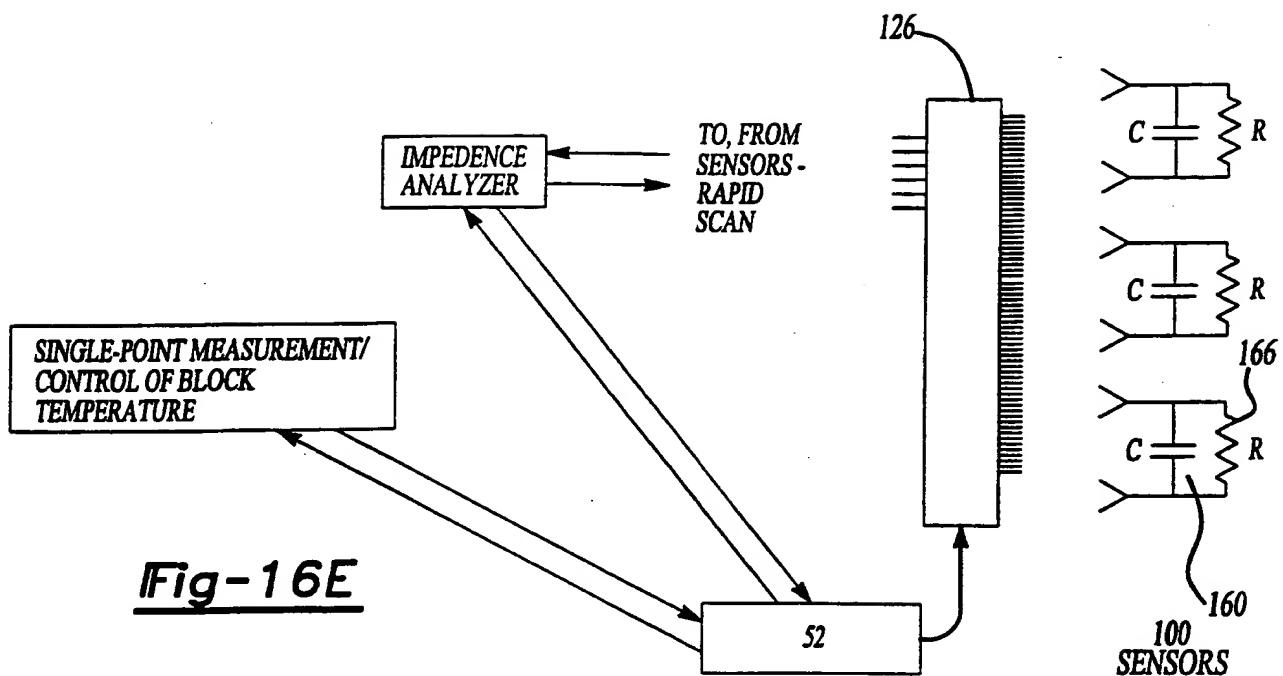 126
IMPEDENCE
ANALYZER
TO, FROM
SENSORS -
RAPID
SCAN
C
R
C
R
166
C
R
SINGLE-POINT MEASUREMENT/
CONTROL OF BLOCK
TEMPERATURE
Fig-16E
52
160
100
SENSORS